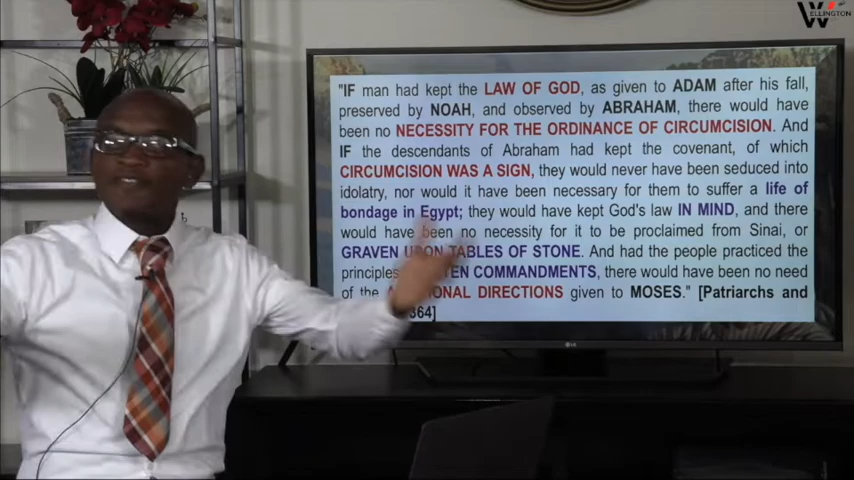 WELLINGTON
"IF man had kept the LAW OF GOD, as given to ADAM after his fall,
preserved by NOAH, and observed by ABRAHAM, there would have
been no NECESSITY FOR THE ORDINANCE OF CIRCUMCISION. And
IF the descendants of Abraham had kept the covenant, of which
CIRCUMCISION WAS A SIGN, they would never have been seduced into
idolatry, nor would it have been necessary for them to suffer a life of
bondage in Egypt; they would have kept God's law IN MIND, and there
would have been no necessity for it to be proclaimed from Sinai, or
GRAVEN UPON TABLES OF STONE. And had the people practiced the
principles TEN COMMANDMENTS, there would have been no need
of the DIRECTIONS given to MOSES." [Patriarchs and
364]
LG